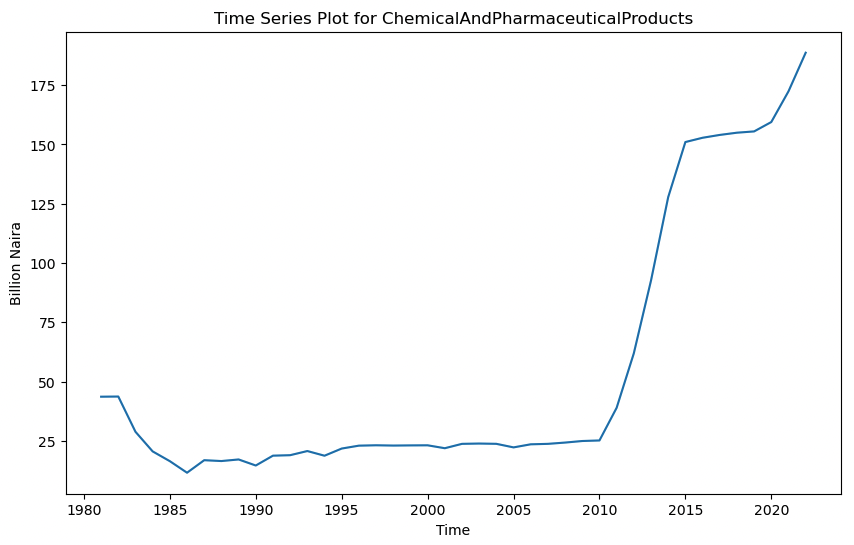 Time Series Plot for ChemicalAndPharmaceuticalProducts
Billion Naira
175
150
125
100
75
50
25
1980 1985 1990 1995 2000 2005 2010 2015 2020
Time